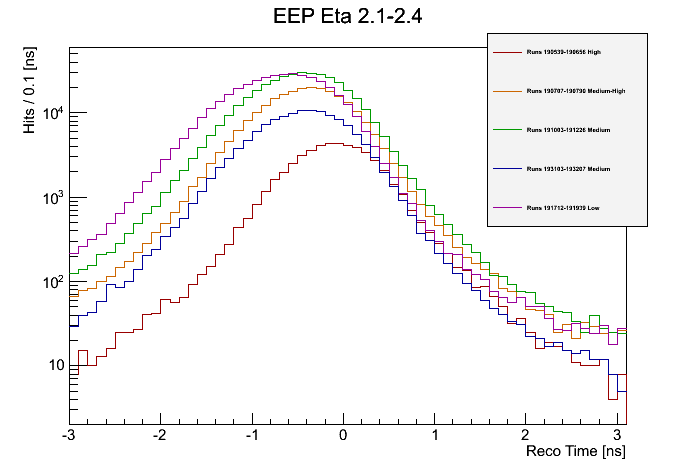 EEP Eta 2.1-2.4
Hits / 0.1 [ns]
Runs 190539-190656 High
Runs 190707-190790 Medium-High
Runs 191003-191226 Medium
Runs 193103-193207 Medium
Runs 191712-191939 Low
10⁴
10³
10²
10
-3 -2 -1 0 1 2 3
Reco Time [ns]